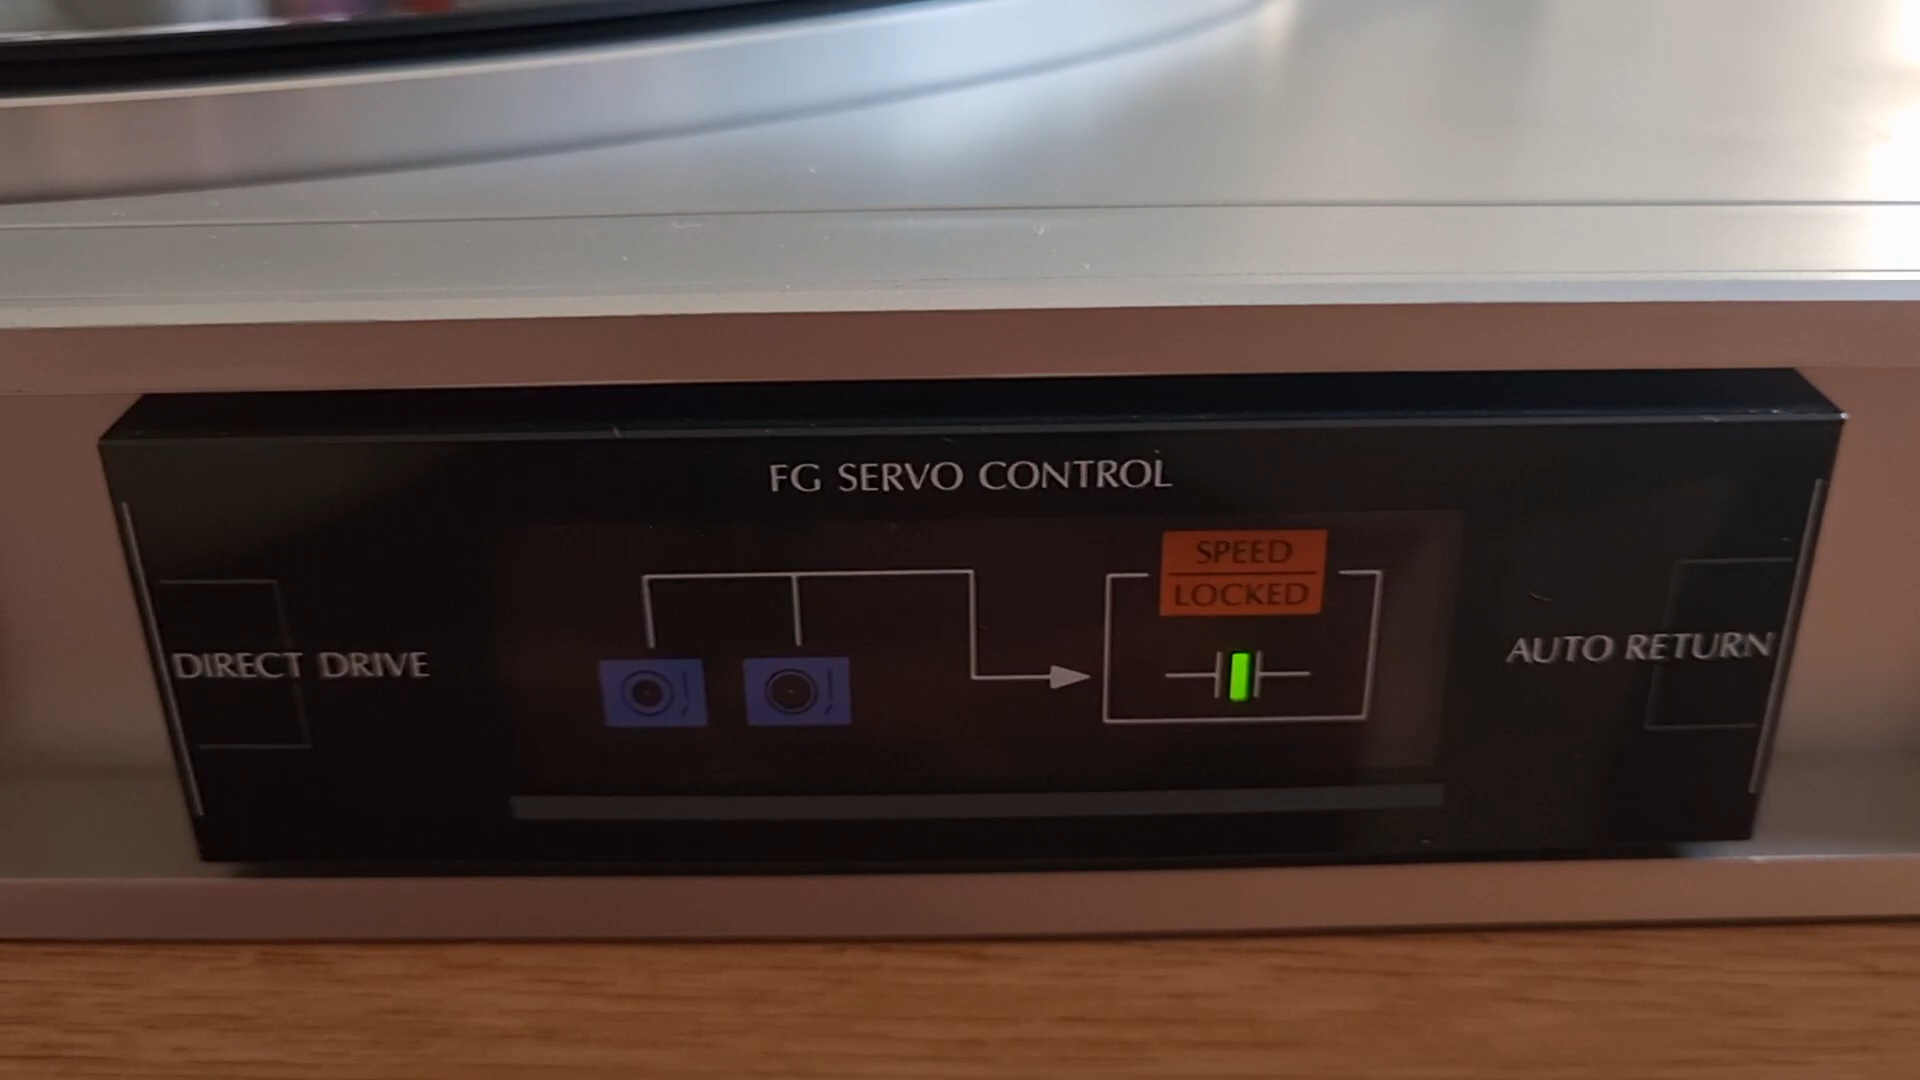 FG SERVO CONTROL
SPEED
LOCKED
DIRECT DRIVE
AUTO RETURN